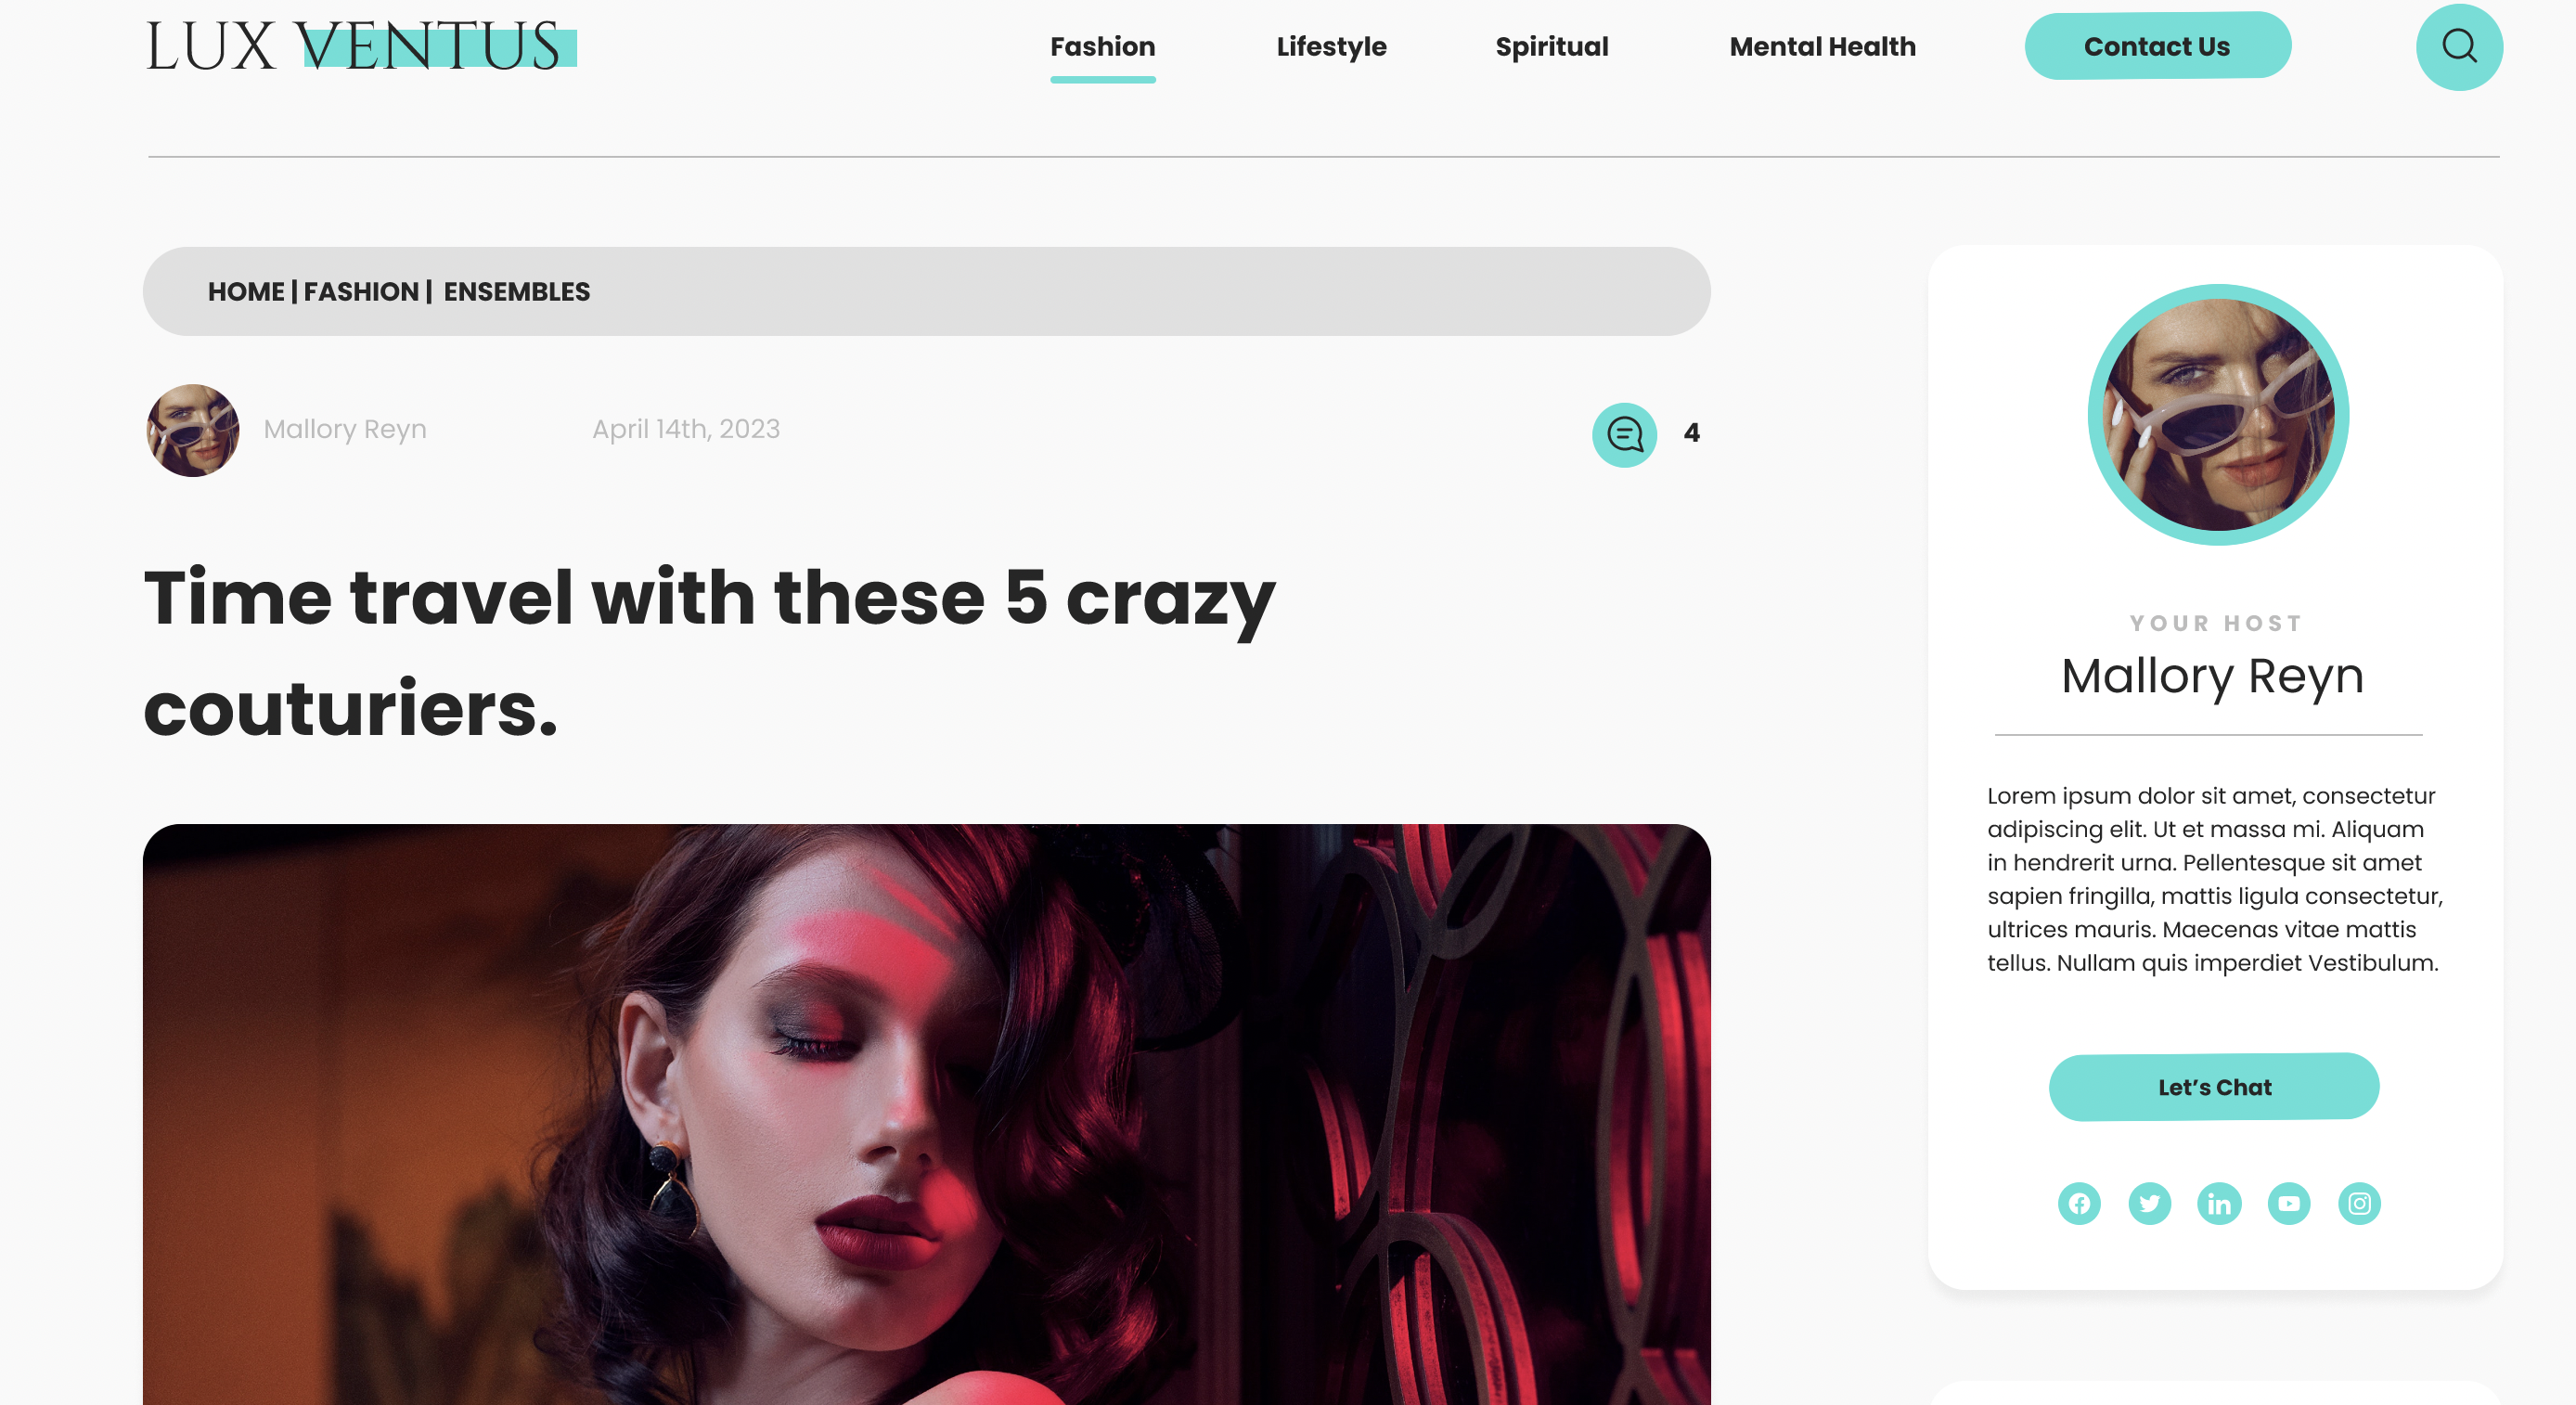 LUX VENTUS
Fashion
Lifestyle
Spiritual
Mental Health
Contact Us
HOME | FASHION | ENSEMBLES
Mallory Reyn
April 14th, 2023
4
Time travel with these 5 crazy
couturiers.
YOUR HOST
Mallory Reyn
Lorem ipsum dolor sit amet, consectetur
adipiscing elit. Ut et massa mi. Aliquam
in hendrerit urna. Pellentesque sit amet
sapien fringilla, mattis ligula consectetur,
ultrices mauris. Maecenas vitae mattis
tellus. Nullam quis imperdiet Vestibulum.
Let’s Chat